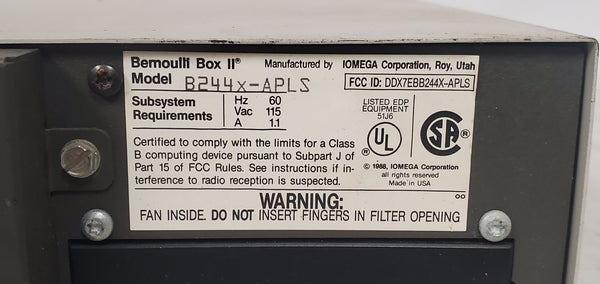 Bernoulli Box II® Manufactured by IOMEGA Corporation, Roy, Utah
Model B244X-APLS FCC ID: DDX7EBB244X-APLS
Subsystem Requirements
Hz 60
Vac 115
A 1.1
LISTED EDP
EQUIPMENT
51J6
UL ®
SA ®
Certified to comply with the limits for a Class
B computing device pursuant to Subpart J of
Part 15 of FCC Rules. See instructions if in-
terference to radio reception is suspected.
© 1988, IOMEGA Corporation
all rights reserved
Made in USA
WARNING: OO
FAN INSIDE. DO NOT INSERT FINGERS IN FILTER OPENING